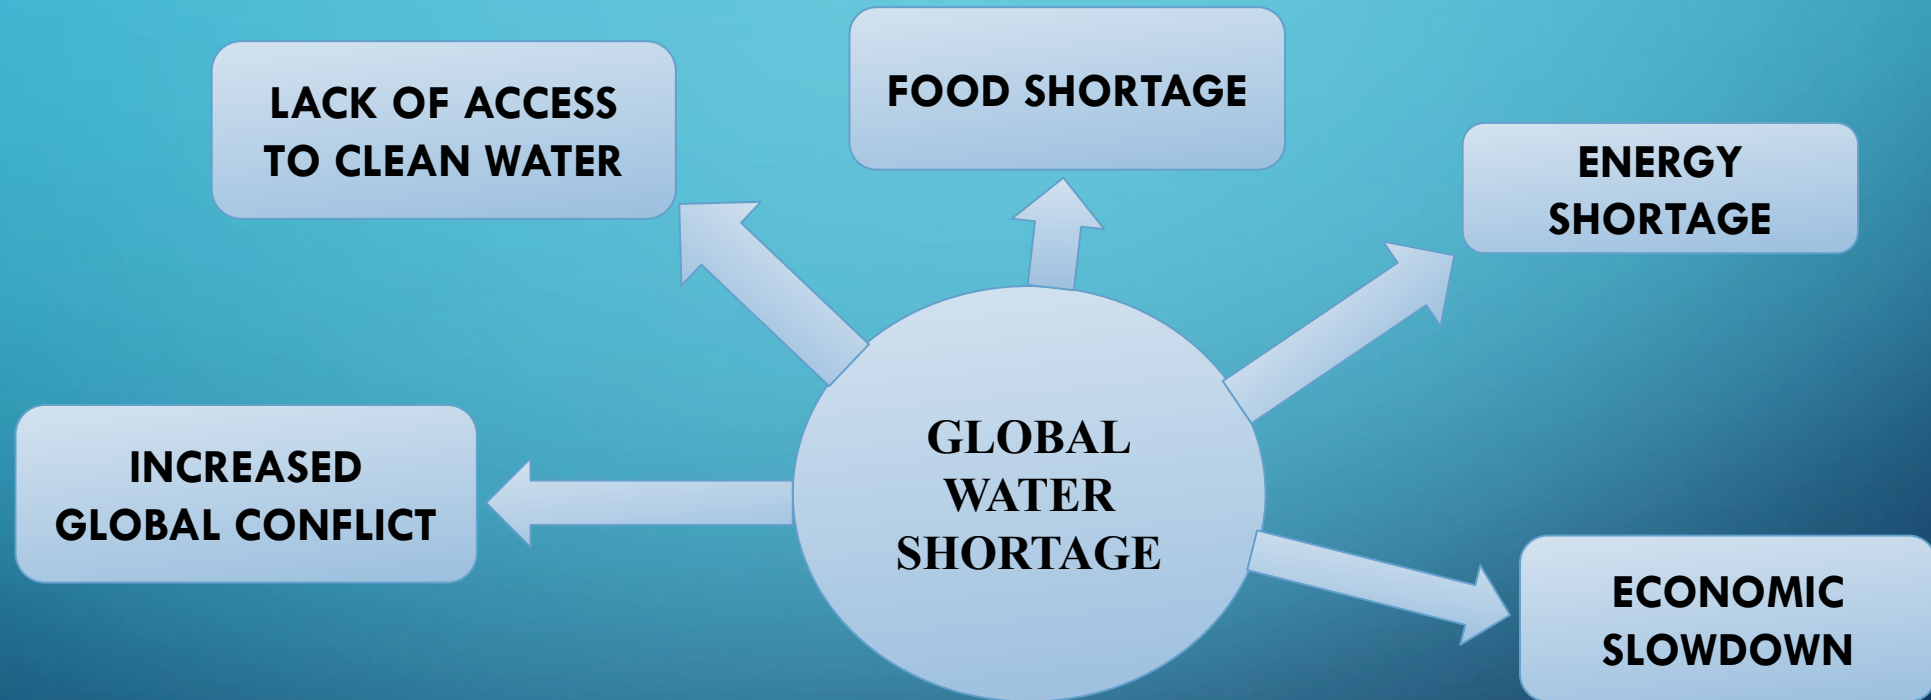 LACK OF ACCESS
TO CLEAN WATER
FOOD SHORTAGE
ENERGY
SHORTAGE
INCREASED
GLOBAL CONFLICT
GLOBAL
WATER
SHORTAGE
ECONOMIC
SLOWDOWN